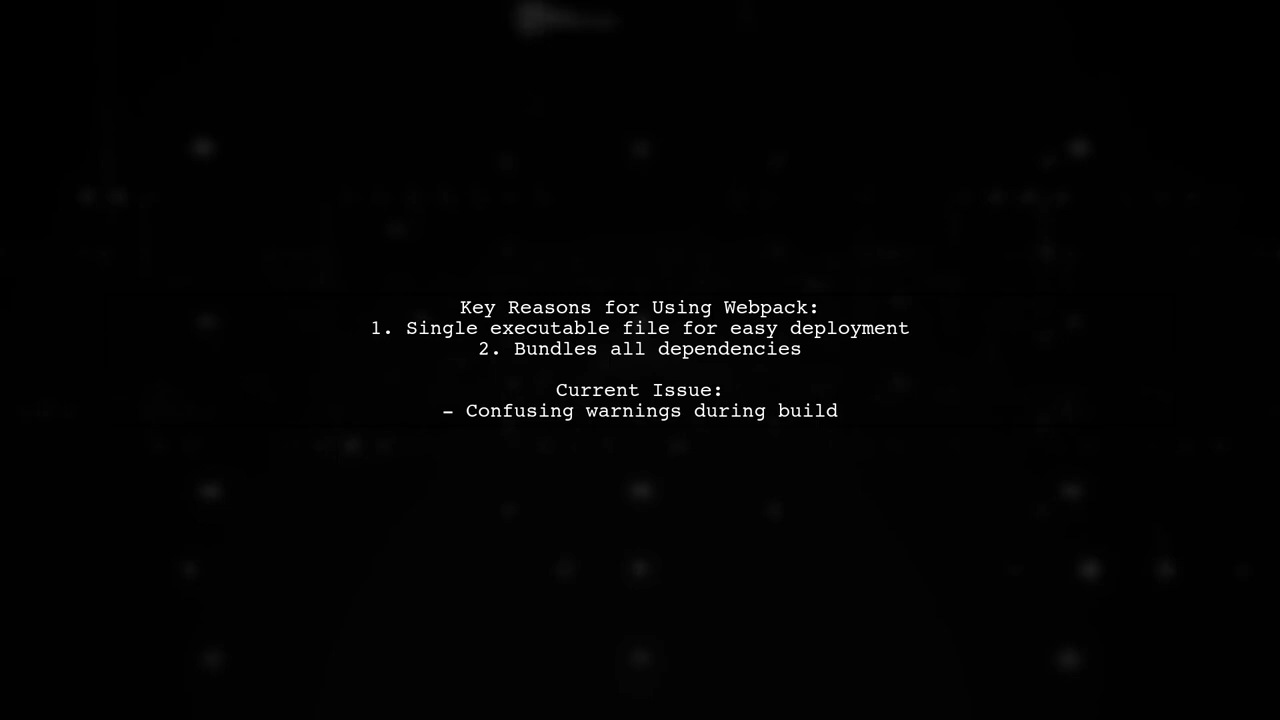 Key Reasons for Using Webpack:
1. Single executable file for easy deployment
2. Bundles all dependencies
Current Issue:
– Confusing warnings during build